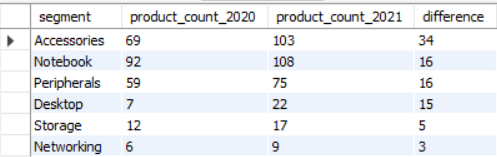 segment product_count_2020 product_count_2021 difference
Accessories 69 103 34
Notebook 92 108 16
Peripherals 59 75 16
Desktop 7 22 15
Storage 12 17 5
Networking 6 9 3